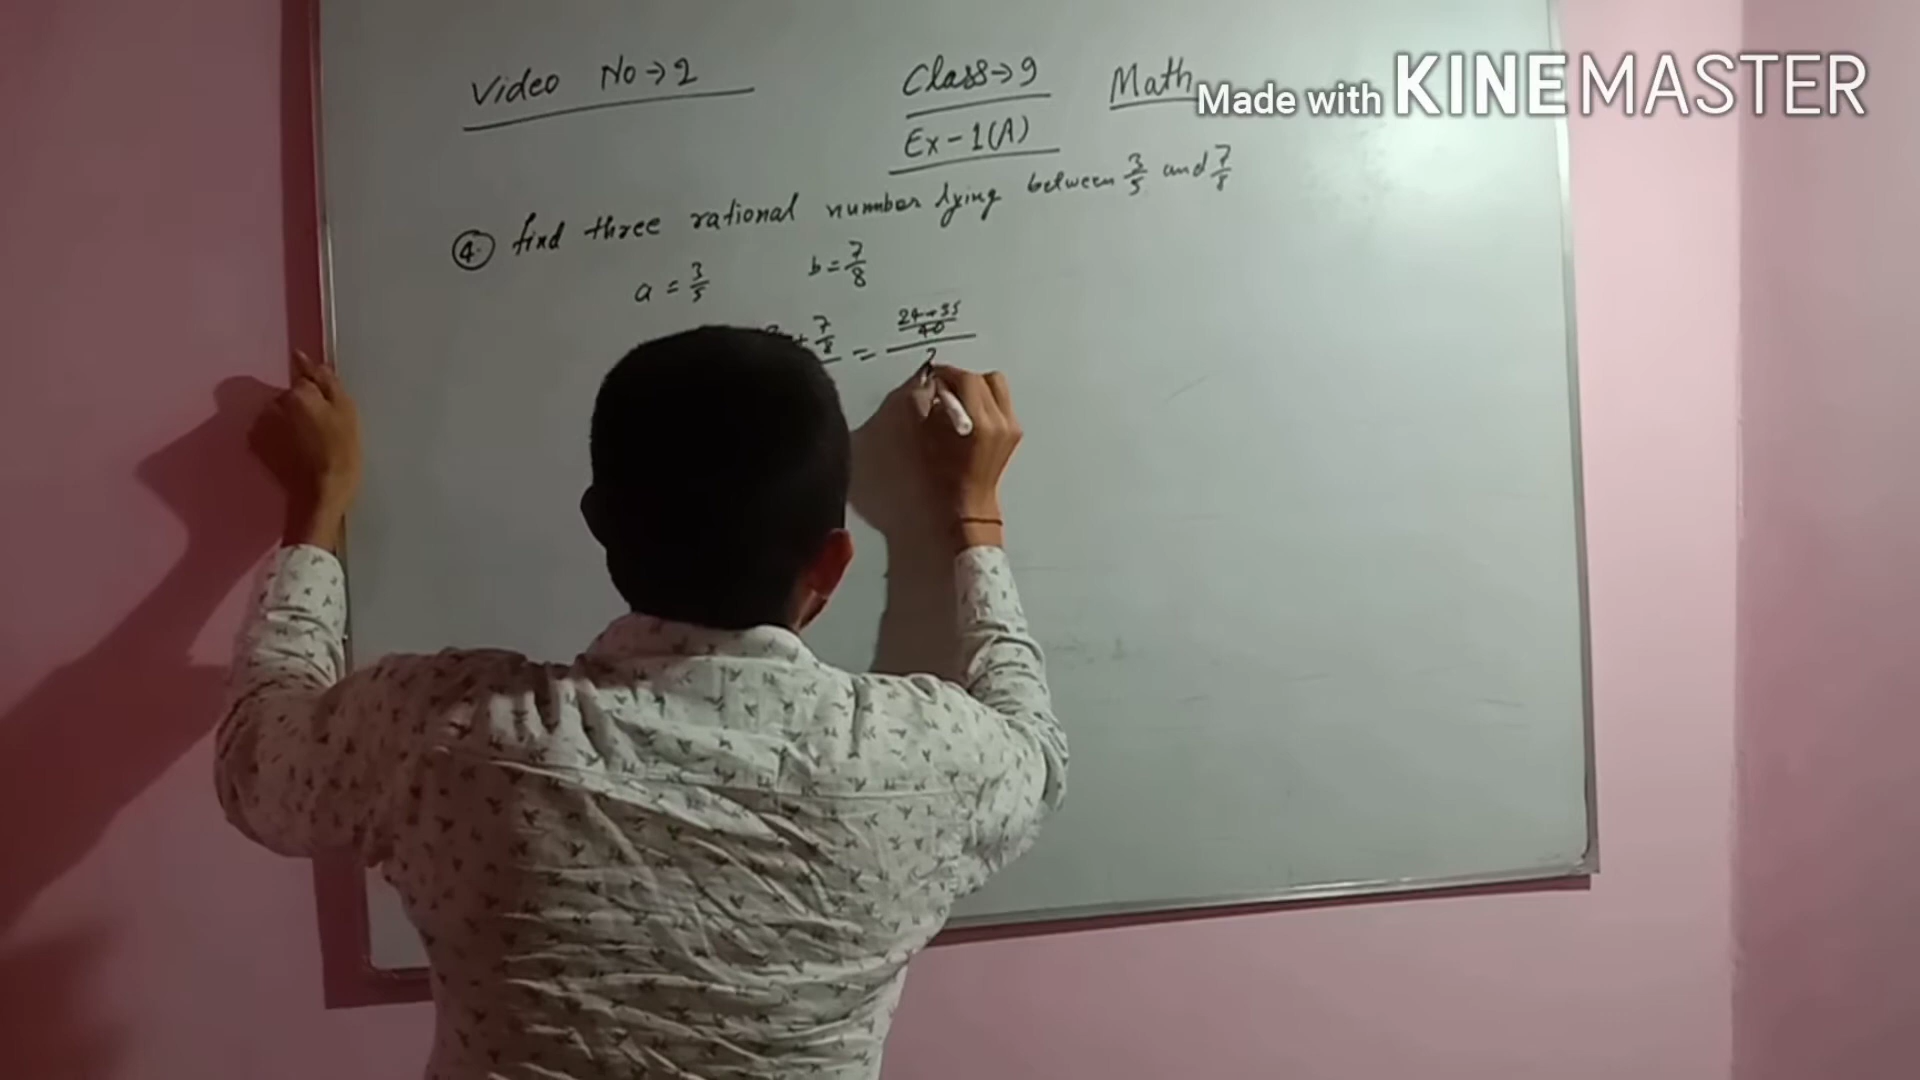 Video No→2
Class→9 Math
Made with KINEMASTER
Ex-1(A)
4. find three rational number lying between 3/5 and 7/8
a = 3/5 b = 7/8
+ 7/8 = 24+35/40/2